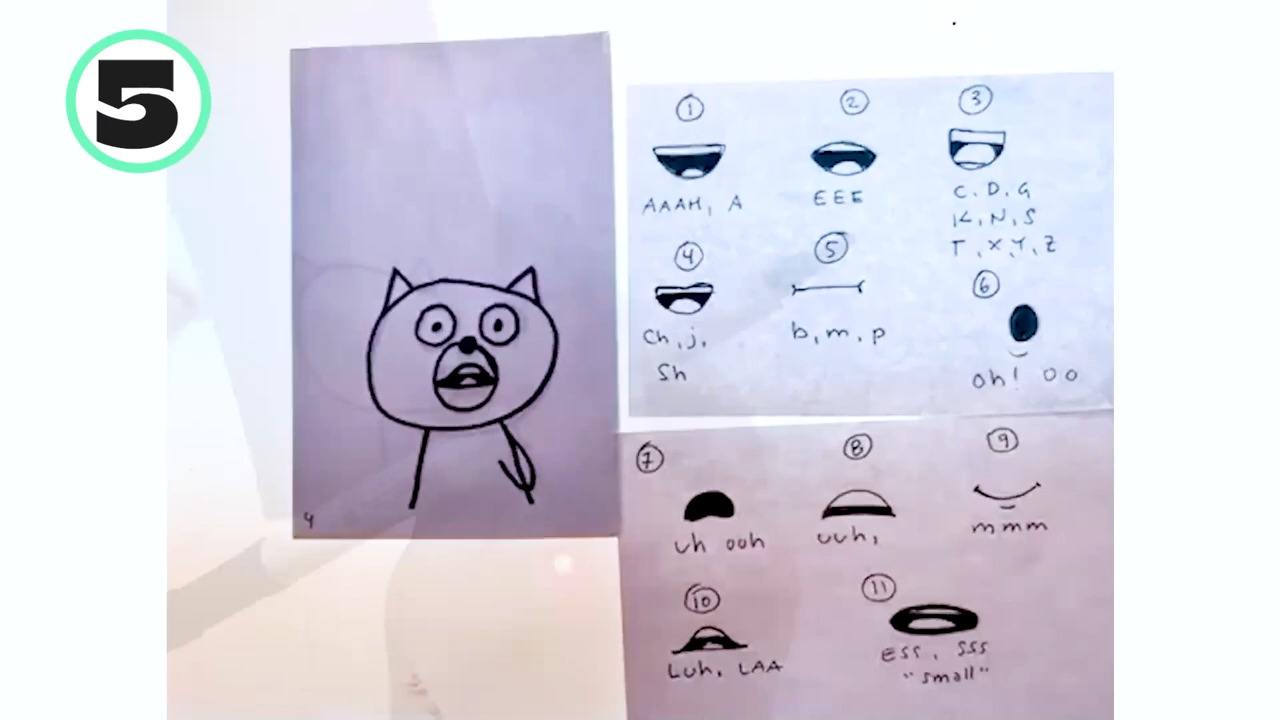 5
4
1 2 3
AAAH, A EEE C, D, G
K, N, S
T, X, Y, Z
4 5 6
Ch, j, b, m, p
Sh
oh! oo
7 8 9
uh ooh uuh, mmm
10 11
Luh, LAA ESS, SSS
"small"